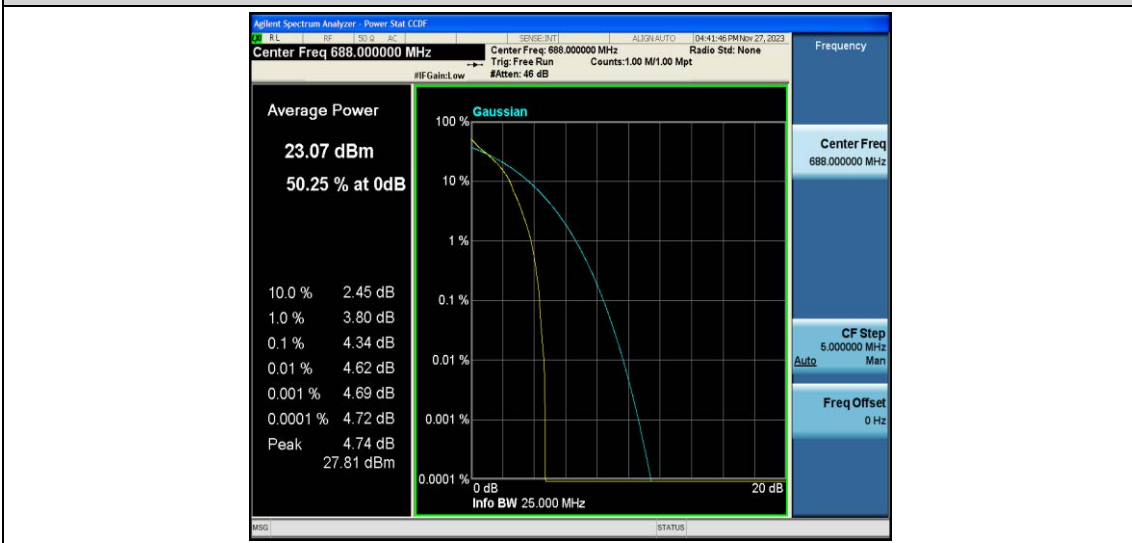 Agilent Spectrum Analyzer - Power Stat CCDF
LXI RL RF 50 Ω AC SENSE:INT ALIGNAUTO 04:41:46 PM Nov 27, 2023
Center Freq 688.000000 MHz
Center Freq: 688.000000 MHz Radio Std: None
Trig: Free Run Counts:1.00 M/1.00 Mpt
#IFGain:Low #Atten: 46 dB
Frequency
Average Power
23.07 dBm
50.25 % at 0dB
10.0 % 2.45 dB
1.0 % 3.80 dB
0.1 % 4.34 dB
0.01 % 4.62 dB
0.001 % 4.69 dB
0.0001 % 4.72 dB
Peak 4.74 dB
27.81 dBm
Gaussian
100 %
10 %
1 %
0.1 %
0.01 %
0.001 %
0.0001 %
0 dB 20 dB
Info BW 25.000 MHz
Center Freq
688.000000 MHz
CF Step
5.000000 MHz
Auto Man
Freq Offset
0 Hz
MSG STATUS